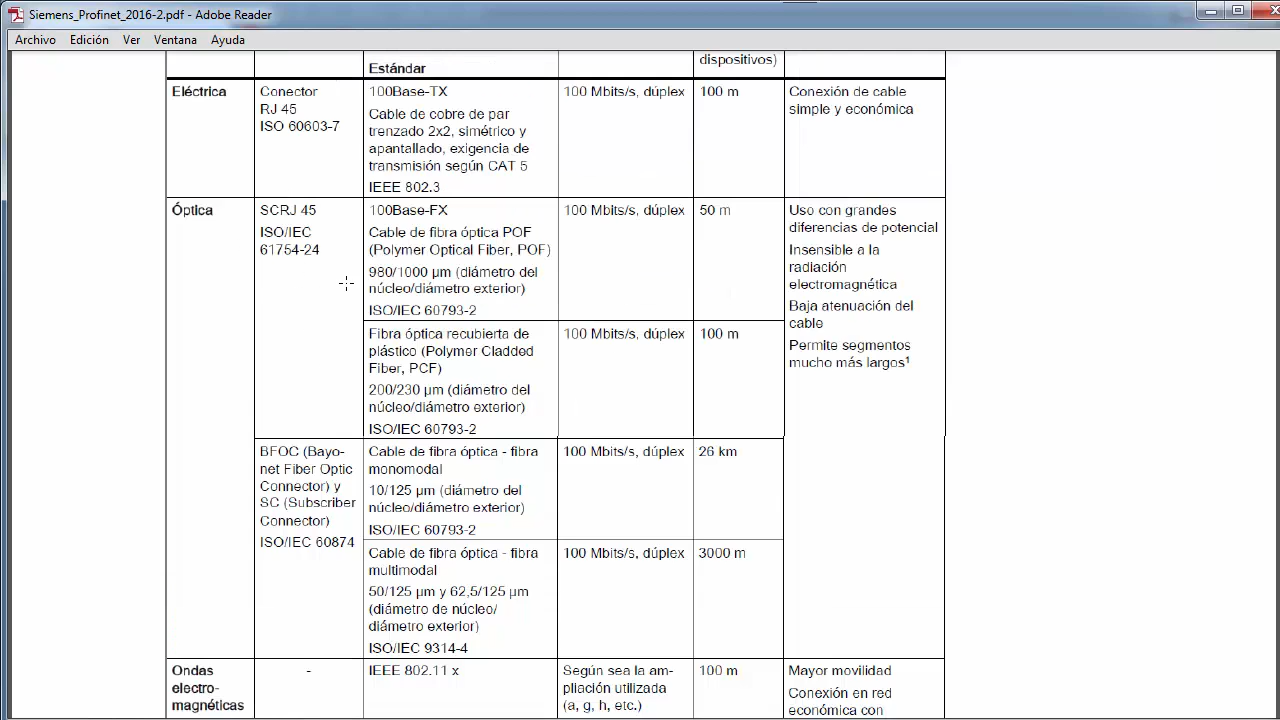 Siemens_Profinet_2016-2.pdf - Adobe Reader
Archivo Edición Ver Ventana Ayuda
Estándar
dispositivos)
Eléctrica
Conector
RJ 45
ISO 60603-7
100Base-TX
Cable de cobre de par
trenzado 2x2, simétrico y
apantallado, exigencia de
transmisión según CAT 5
IEEE 802.3
100 Mbits/s, dúplex
100 m
Conexión de cable
simple y económica
Óptica
SCRJ 45
ISO/IEC
61754-24
100Base-FX
Cable de fibra óptica POF
(Polymer Optical Fiber, POF)
980/1000 µm (diámetro del
núcleo/diámetro exterior)
ISO/IEC 60793-2
100 Mbits/s, dúplex
50 m
Uso con grandes
diferencias de potencial
Insensible a la
radiación
electromagnética
Baja atenuación del
cable
Permite segmentos
mucho más largos¹
Fibra óptica recubierta de
plástico (Polymer Cladded
Fiber, PCF)
200/230 µm (diámetro del
núcleo/diámetro exterior)
ISO/IEC 60793-2
100 Mbits/s, dúplex
100 m
BFOC (Bayo-
net Fiber Optic
Connector) y
SC (Subscriber
Connector)
ISO/IEC 60874
Cable de fibra óptica - fibra
monomodal
10/125 µm (diámetro del
núcleo/diámetro exterior)
ISO/IEC 60793-2
100 Mbits/s, dúplex
26 km
Cable de fibra óptica - fibra
multimodal
50/125 µm y 62,5/125 µm
(diámetro de núcleo/
diámetro exterior)
ISO/IEC 9314-4
100 Mbits/s, dúplex
3000 m
Ondas
electro-
magnéticas
-
IEEE 802.11 x
Según sea la am-
pliación utilizada
(a, g, h, etc.)
100 m
Mayor movilidad
Conexión en red
económica con